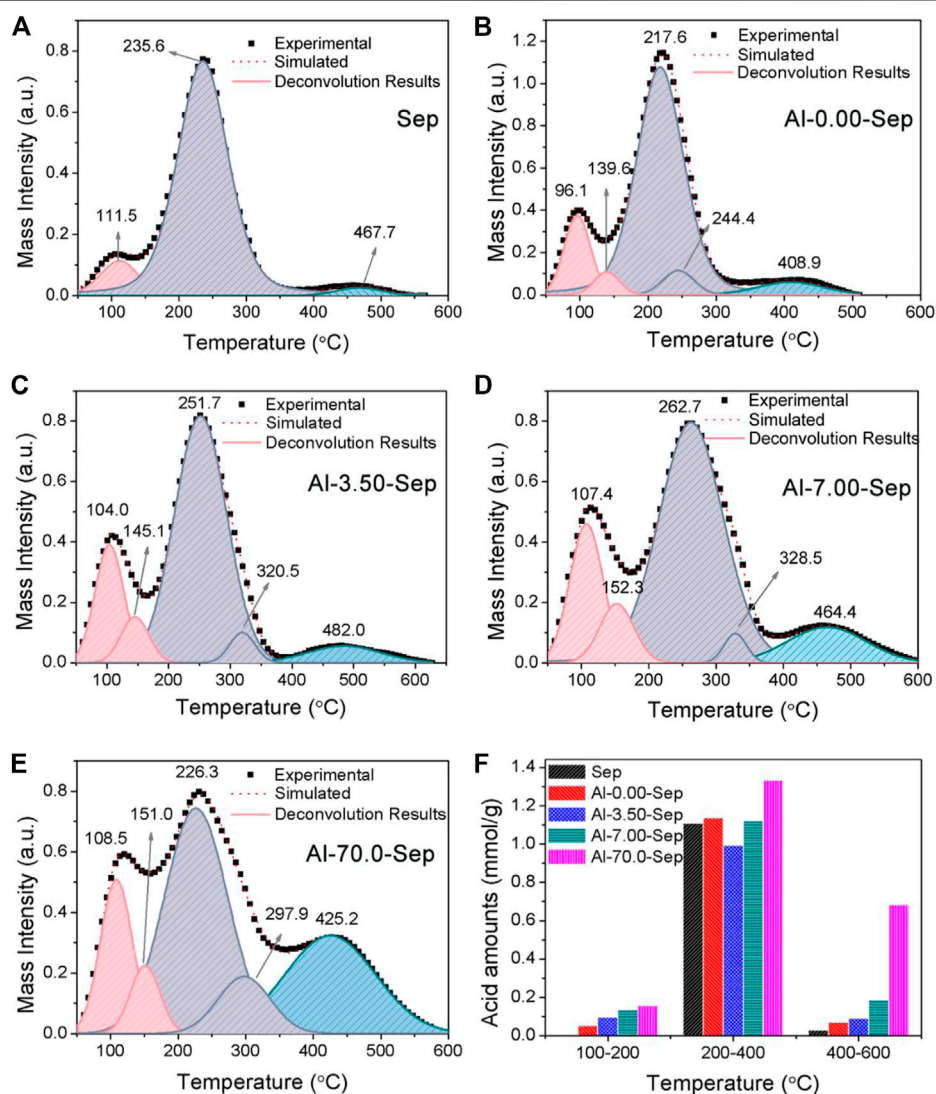 A
Mass Intensity (a.u.)
0.8
0.6
0.4
0.2
0.0
235.6
111.5
467.7
Experimental
Simulated
Deconvolution Results
Sep
0 100 200 300 400 500 600
Temperature (°C)
B
Mass Intensity (a.u.)
1.2
1.0
0.8
0.6
0.4
0.2
0.0
217.6
96.1
139.6
244.4
408.9
Experimental
Simulated
Deconvolution Results
Al-0.00-Sep
100 200 300 400 500 600
Temperature (°C)
C
Mass Intensity (a.u.)
0.8
0.6
0.4
0.2
0.0
251.7
104.0
145.1
320.5
482.0
Experimental
Simulated
Deconvolution Results
Al-3.50-Sep
100 200 300 400 500 600
Temperature (°C)
D
Mass Intensity (a.u.)
0.8
0.6
0.4
0.2
0.0
262.7
107.4
152.3
328.5
464.4
Experimental
Simulated
Deconvolution Results
Al-7.00-Sep
100 200 300 400 500 600
Temperature (°C)
E
Mass Intensity (a.u.)
0.8
0.6
0.4
0.2
0.0
226.3
108.5
151.0
297.9
425.2
Experimental
Simulated
Deconvolution Results
Al-70.0-Sep
0 100 200 300 400 500 600
Temperature (°C)
F
Acid amounts (mmol/g)
1.4
1.2
1.0
0.8
0.6
0.4
0.2
0.0
Sep
Al-0.00-Sep
Al-3.50-Sep
Al-7.00-Sep
Al-70.0-Sep
100-200 200-400 400-600
Temperature (°C)